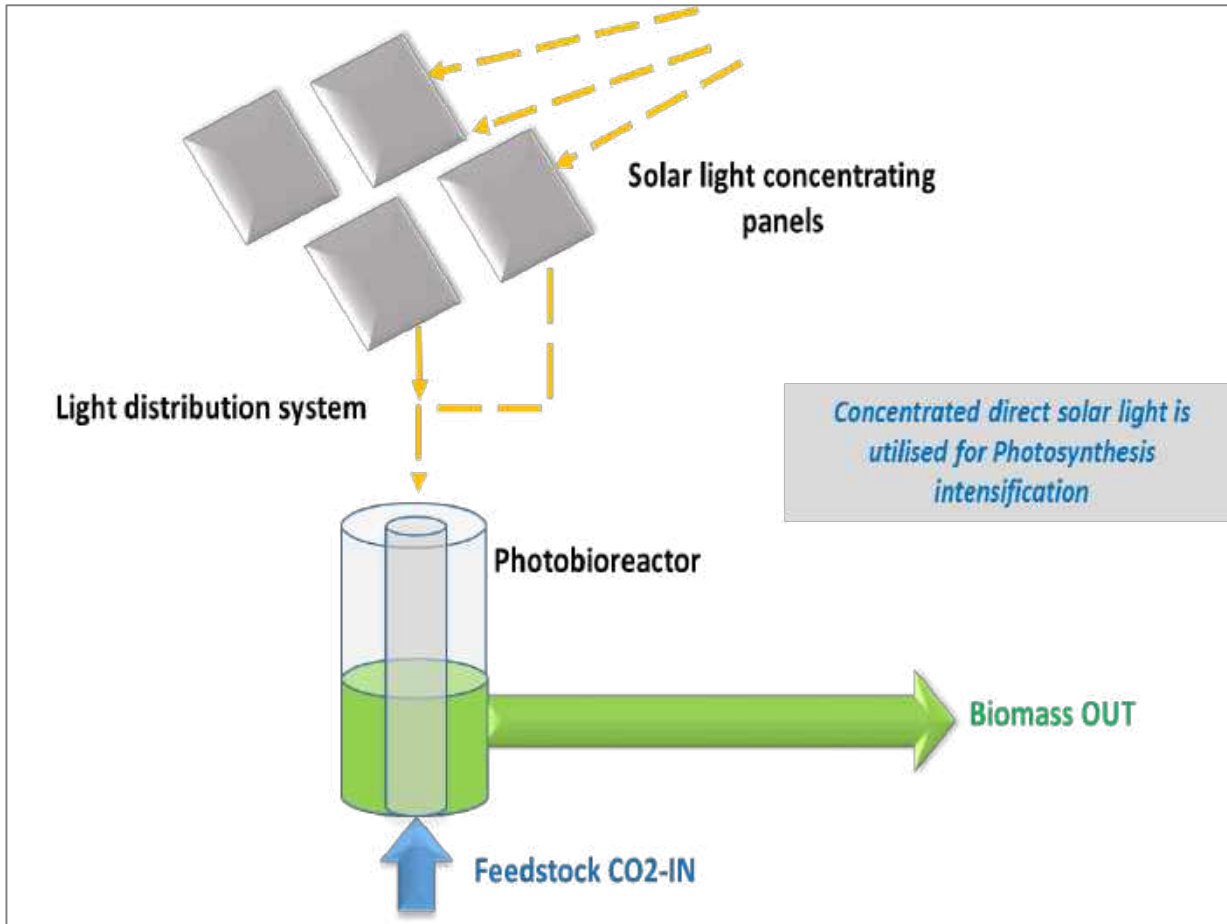 Solar light concentrating
panels
Light distribution system
Concentrated direct solar light is
utilised for Photosynthesis
intensification
Photobioreactor
Biomass OUT
Feedstock CO2-IN